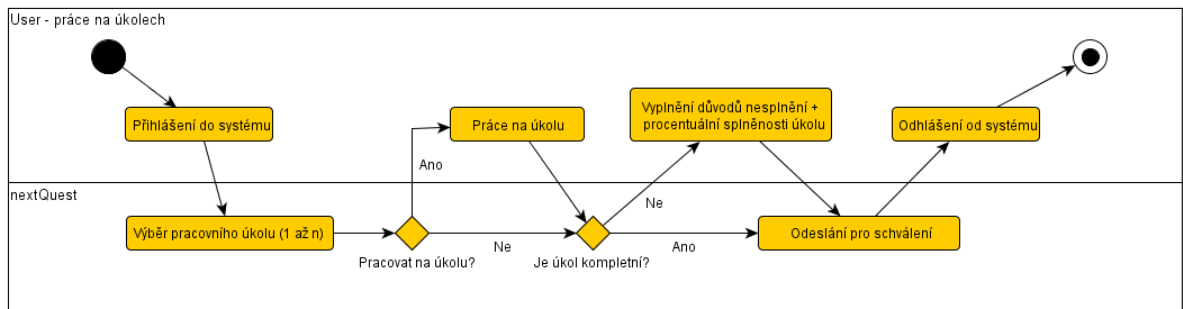 User - práce na úkolech
Přihlášení do systému
Práce na úkolu
Vyplnění důvodů nesplnění +
procentuální splněnosti úkolu
Odhlášení od systému
Ano
nextQuest
Ne
Výběr pracovního úkolu (1 až n)
Ne
Ano
Odeslání pro schválení
Pracovat na úkolu?
Je úkol kompletní?